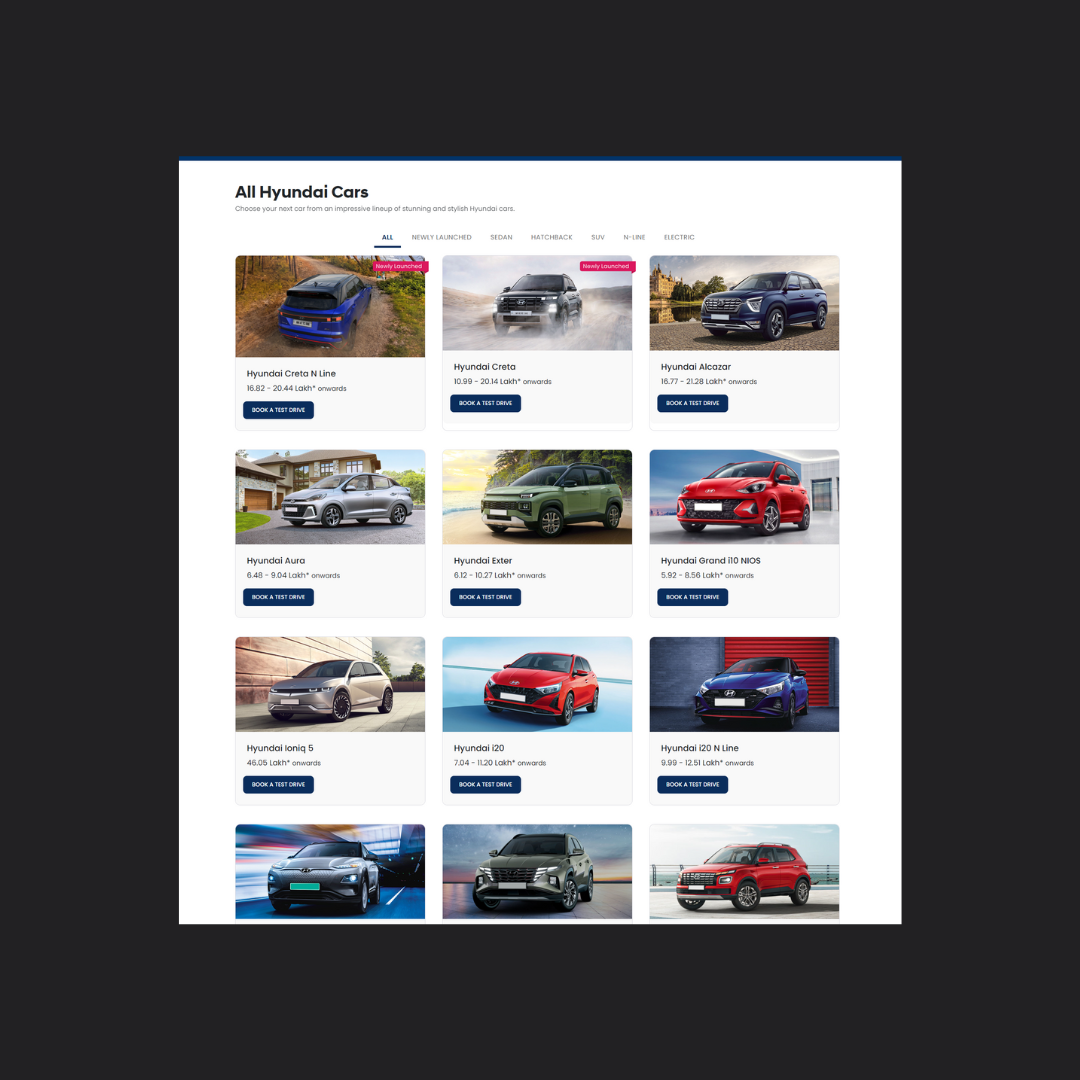 All Hyundai Cars
Choose your next car from an impressive lineup of stunning and stylish Hyundai cars.
ALL NEWLY LAUNCHED SEDAN HATCHBACK SUV N-LINE ELECTRIC
Newly Launched
Newly Launched
Hyundai Creta N Line
16.82 - 20.44 Lakh* onwards
BOOK A TEST DRIVE
Hyundai Creta
10.99 - 20.14 Lakh* onwards
BOOK A TEST DRIVE
Hyundai Alcazar
16.77 - 21.28 Lakh* onwards
BOOK A TEST DRIVE
Hyundai Aura
6.48 - 9.04 Lakh* onwards
BOOK A TEST DRIVE
Hyundai Exter
6.12 - 10.27 Lakh* onwards
BOOK A TEST DRIVE
Hyundai Grand i10 NIOS
5.92 - 8.56 Lakh* onwards
BOOK A TEST DRIVE
Hyundai Ioniq 5
46.05 Lakh* onwards
BOOK A TEST DRIVE
Hyundai i20
7.04 - 11.20 Lakh* onwards
BOOK A TEST DRIVE
Hyundai i20 N Line
9.99 - 12.51 Lakh* onwards
BOOK A TEST DRIVE